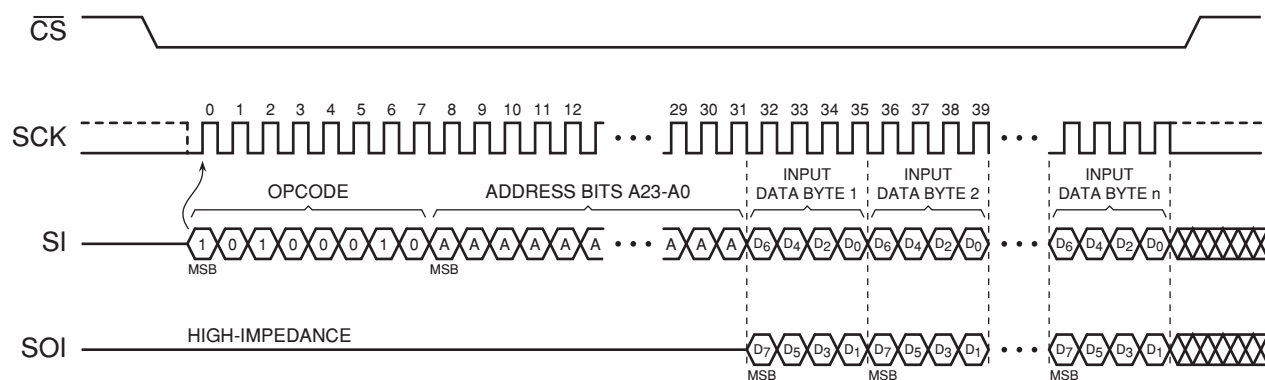 CS
SCK
0 1 2 3 4 5 6 7 8 9 10 11 12 29 30 31 32 33 34 35 36 37 38 39
OPCODE
ADDRESS BITS A23-A0
INPUT
DATA BYTE 1
INPUT
DATA BYTE 2
INPUT
DATA BYTE n
SI
1 0 1 0 0 0 1 0 A A A A A A A A A D6 D4 D2 D0 D6 D4 D2 D0 D6 D4 D2 D0
MSB MSB
SOI
HIGH-IMPEDANCE
D7 D5 D3 D1 D7 D5 D3 D1 D7 D5 D3 D1
MSB MSB MSB